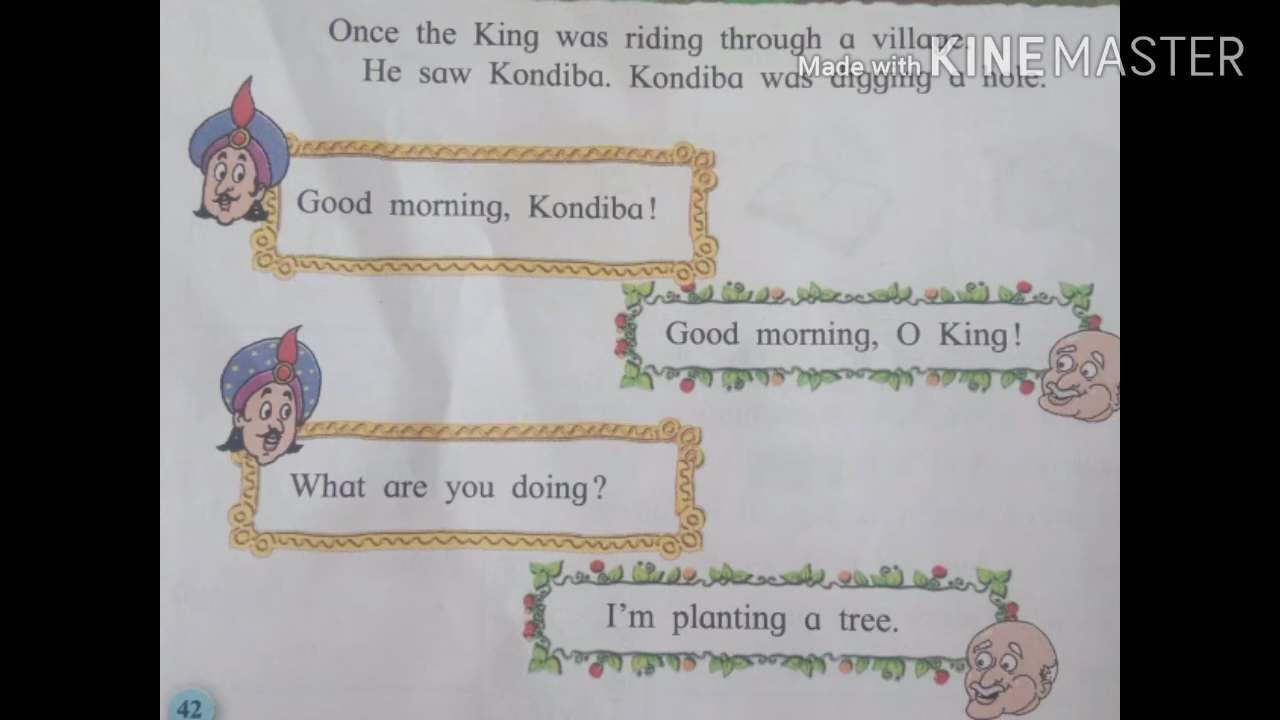 Once the King was riding through a village.
Made with KINEMASTER
He saw Kondiba. Kondiba was digging a hole.
Good morning, Kondiba!
Good morning, O King!
What are you doing?
I'm planting a tree.
42